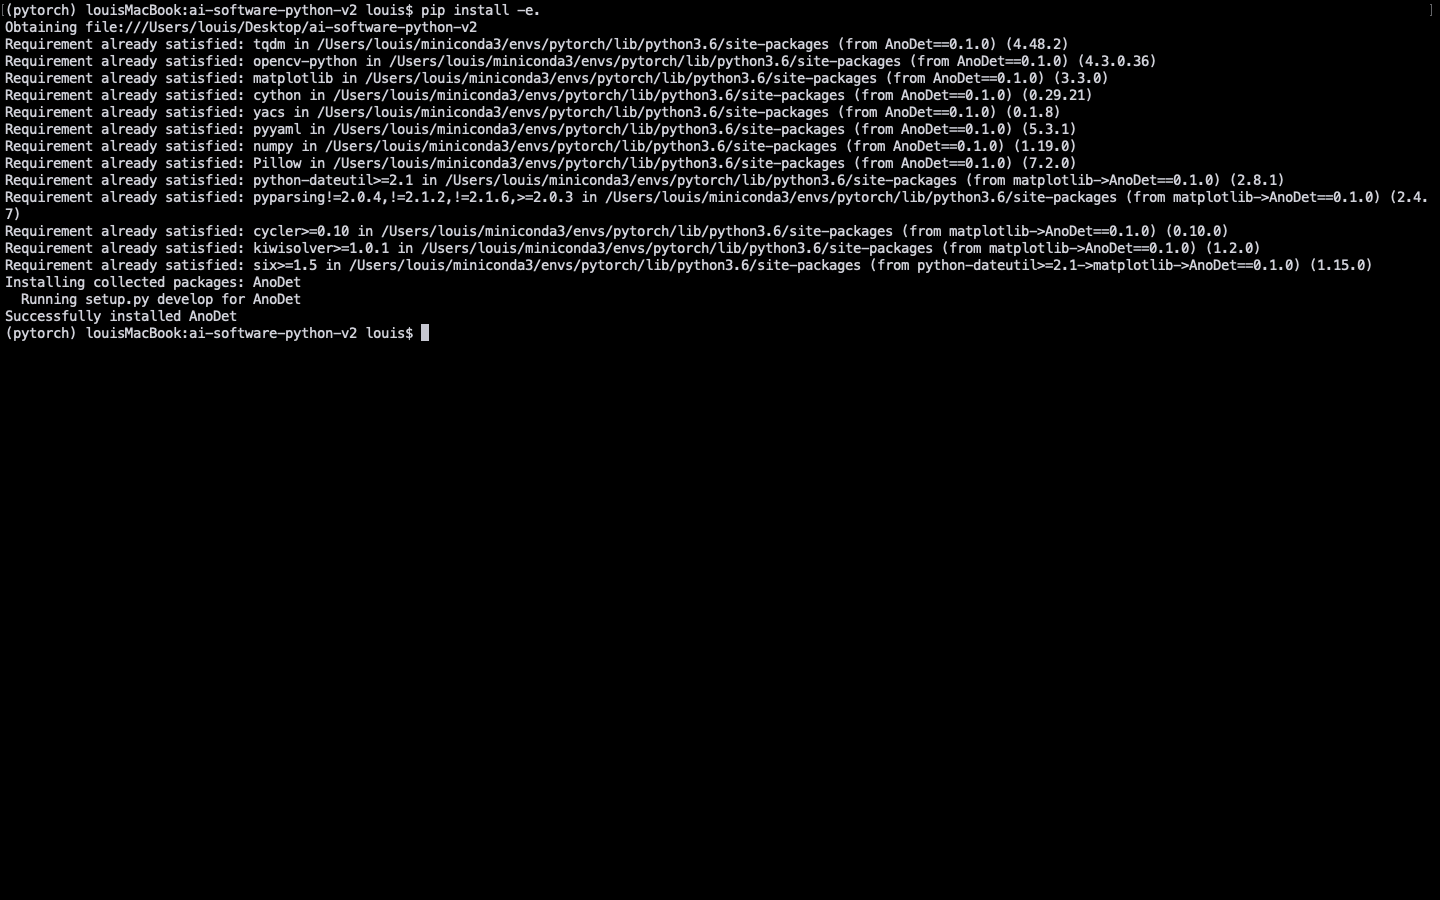 (pytorch) louisMacBook:ai-software-python-v2 louis$ pip install -e.
Obtaining file:///Users/louis/Desktop/ai-software-python-v2
Requirement already satisfied: tqdm in /Users/louis/miniconda3/envs/pytorch/lib/python3.6/site-packages (from AnoDet==0.1.0) (4.48.2)
Requirement already satisfied: opencv-python in /Users/louis/miniconda3/envs/pytorch/lib/python3.6/site-packages (from AnoDet==0.1.0) (4.3.0.36)
Requirement already satisfied: matplotlib in /Users/louis/miniconda3/envs/pytorch/lib/python3.6/site-packages (from AnoDet==0.1.0) (3.3.0)
Requirement already satisfied: cython in /Users/louis/miniconda3/envs/pytorch/lib/python3.6/site-packages (from AnoDet==0.1.0) (0.29.21)
Requirement already satisfied: yacs in /Users/louis/miniconda3/envs/pytorch/lib/python3.6/site-packages (from AnoDet==0.1.0) (0.1.8)
Requirement already satisfied: pyyaml in /Users/louis/miniconda3/envs/pytorch/lib/python3.6/site-packages (from AnoDet==0.1.0) (5.3.1)
Requirement already satisfied: numpy in /Users/louis/miniconda3/envs/pytorch/lib/python3.6/site-packages (from AnoDet==0.1.0) (1.19.0)
Requirement already satisfied: Pillow in /Users/louis/miniconda3/envs/pytorch/lib/python3.6/site-packages (from AnoDet==0.1.0) (7.2.0)
Requirement already satisfied: python-dateutil>=2.1 in /Users/louis/miniconda3/envs/pytorch/lib/python3.6/site-packages (from matplotlib->AnoDet==0.1.0) (2.8.1)
Requirement already satisfied: pyparsing!=2.0.4,!=2.1.2,!=2.1.6,>=2.0.3 in /Users/louis/miniconda3/envs/pytorch/lib/python3.6/site-packages (from matplotlib->AnoDet==0.1.0) (2.4.
7)
Requirement already satisfied: cycler>=0.10 in /Users/louis/miniconda3/envs/pytorch/lib/python3.6/site-packages (from matplotlib->AnoDet==0.1.0) (0.10.0)
Requirement already satisfied: kiwisolver>=1.0.1 in /Users/louis/miniconda3/envs/pytorch/lib/python3.6/site-packages (from matplotlib->AnoDet==0.1.0) (1.2.0)
Requirement already satisfied: six>=1.5 in /Users/louis/miniconda3/envs/pytorch/lib/python3.6/site-packages (from python-dateutil>=2.1->matplotlib->AnoDet==0.1.0) (1.15.0)
Installing collected packages: AnoDet
  Running setup.py develop for AnoDet
Successfully installed AnoDet
(pytorch) louisMacBook:ai-software-python-v2 louis$